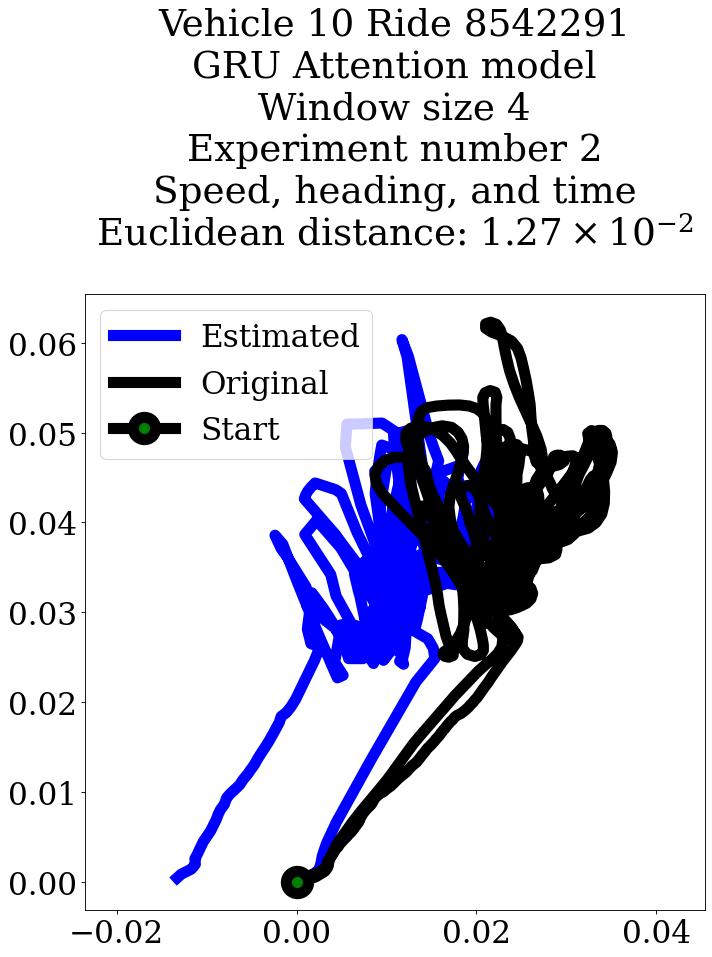 Vehicle 10 Ride 8542291
GRU Attention model
Window size 4
Experiment number 2
Speed, heading, and time
Euclidean distance: 1.27 × 10⁻²
Estimated
Original
Start
0.06
0.05
0.04
0.03
0.02
0.01
0.00
−0.02 0.00 0.02 0.04